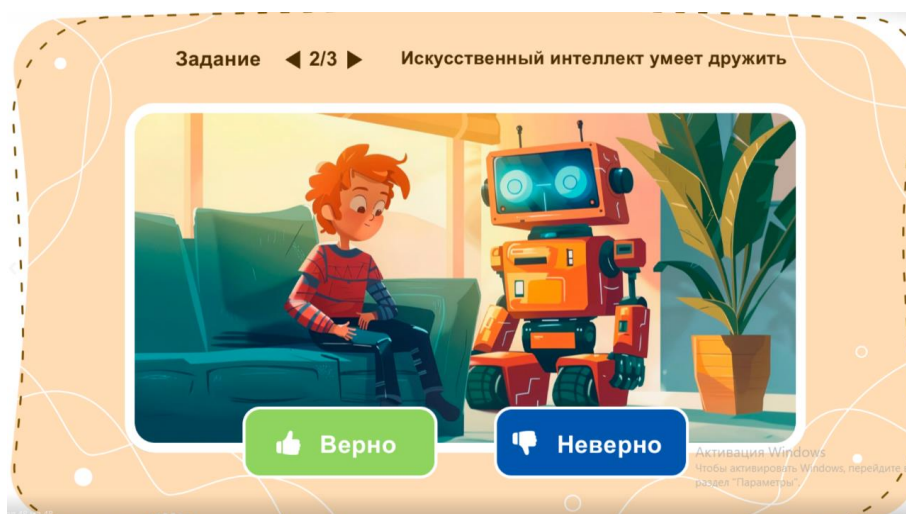 Задание ◀ 2/3 ▶ Искусственный интеллект умеет дружить
Верно Неверно
Активация Windows
Чтобы активировать Windows, перейдите
раздел "Параметры".